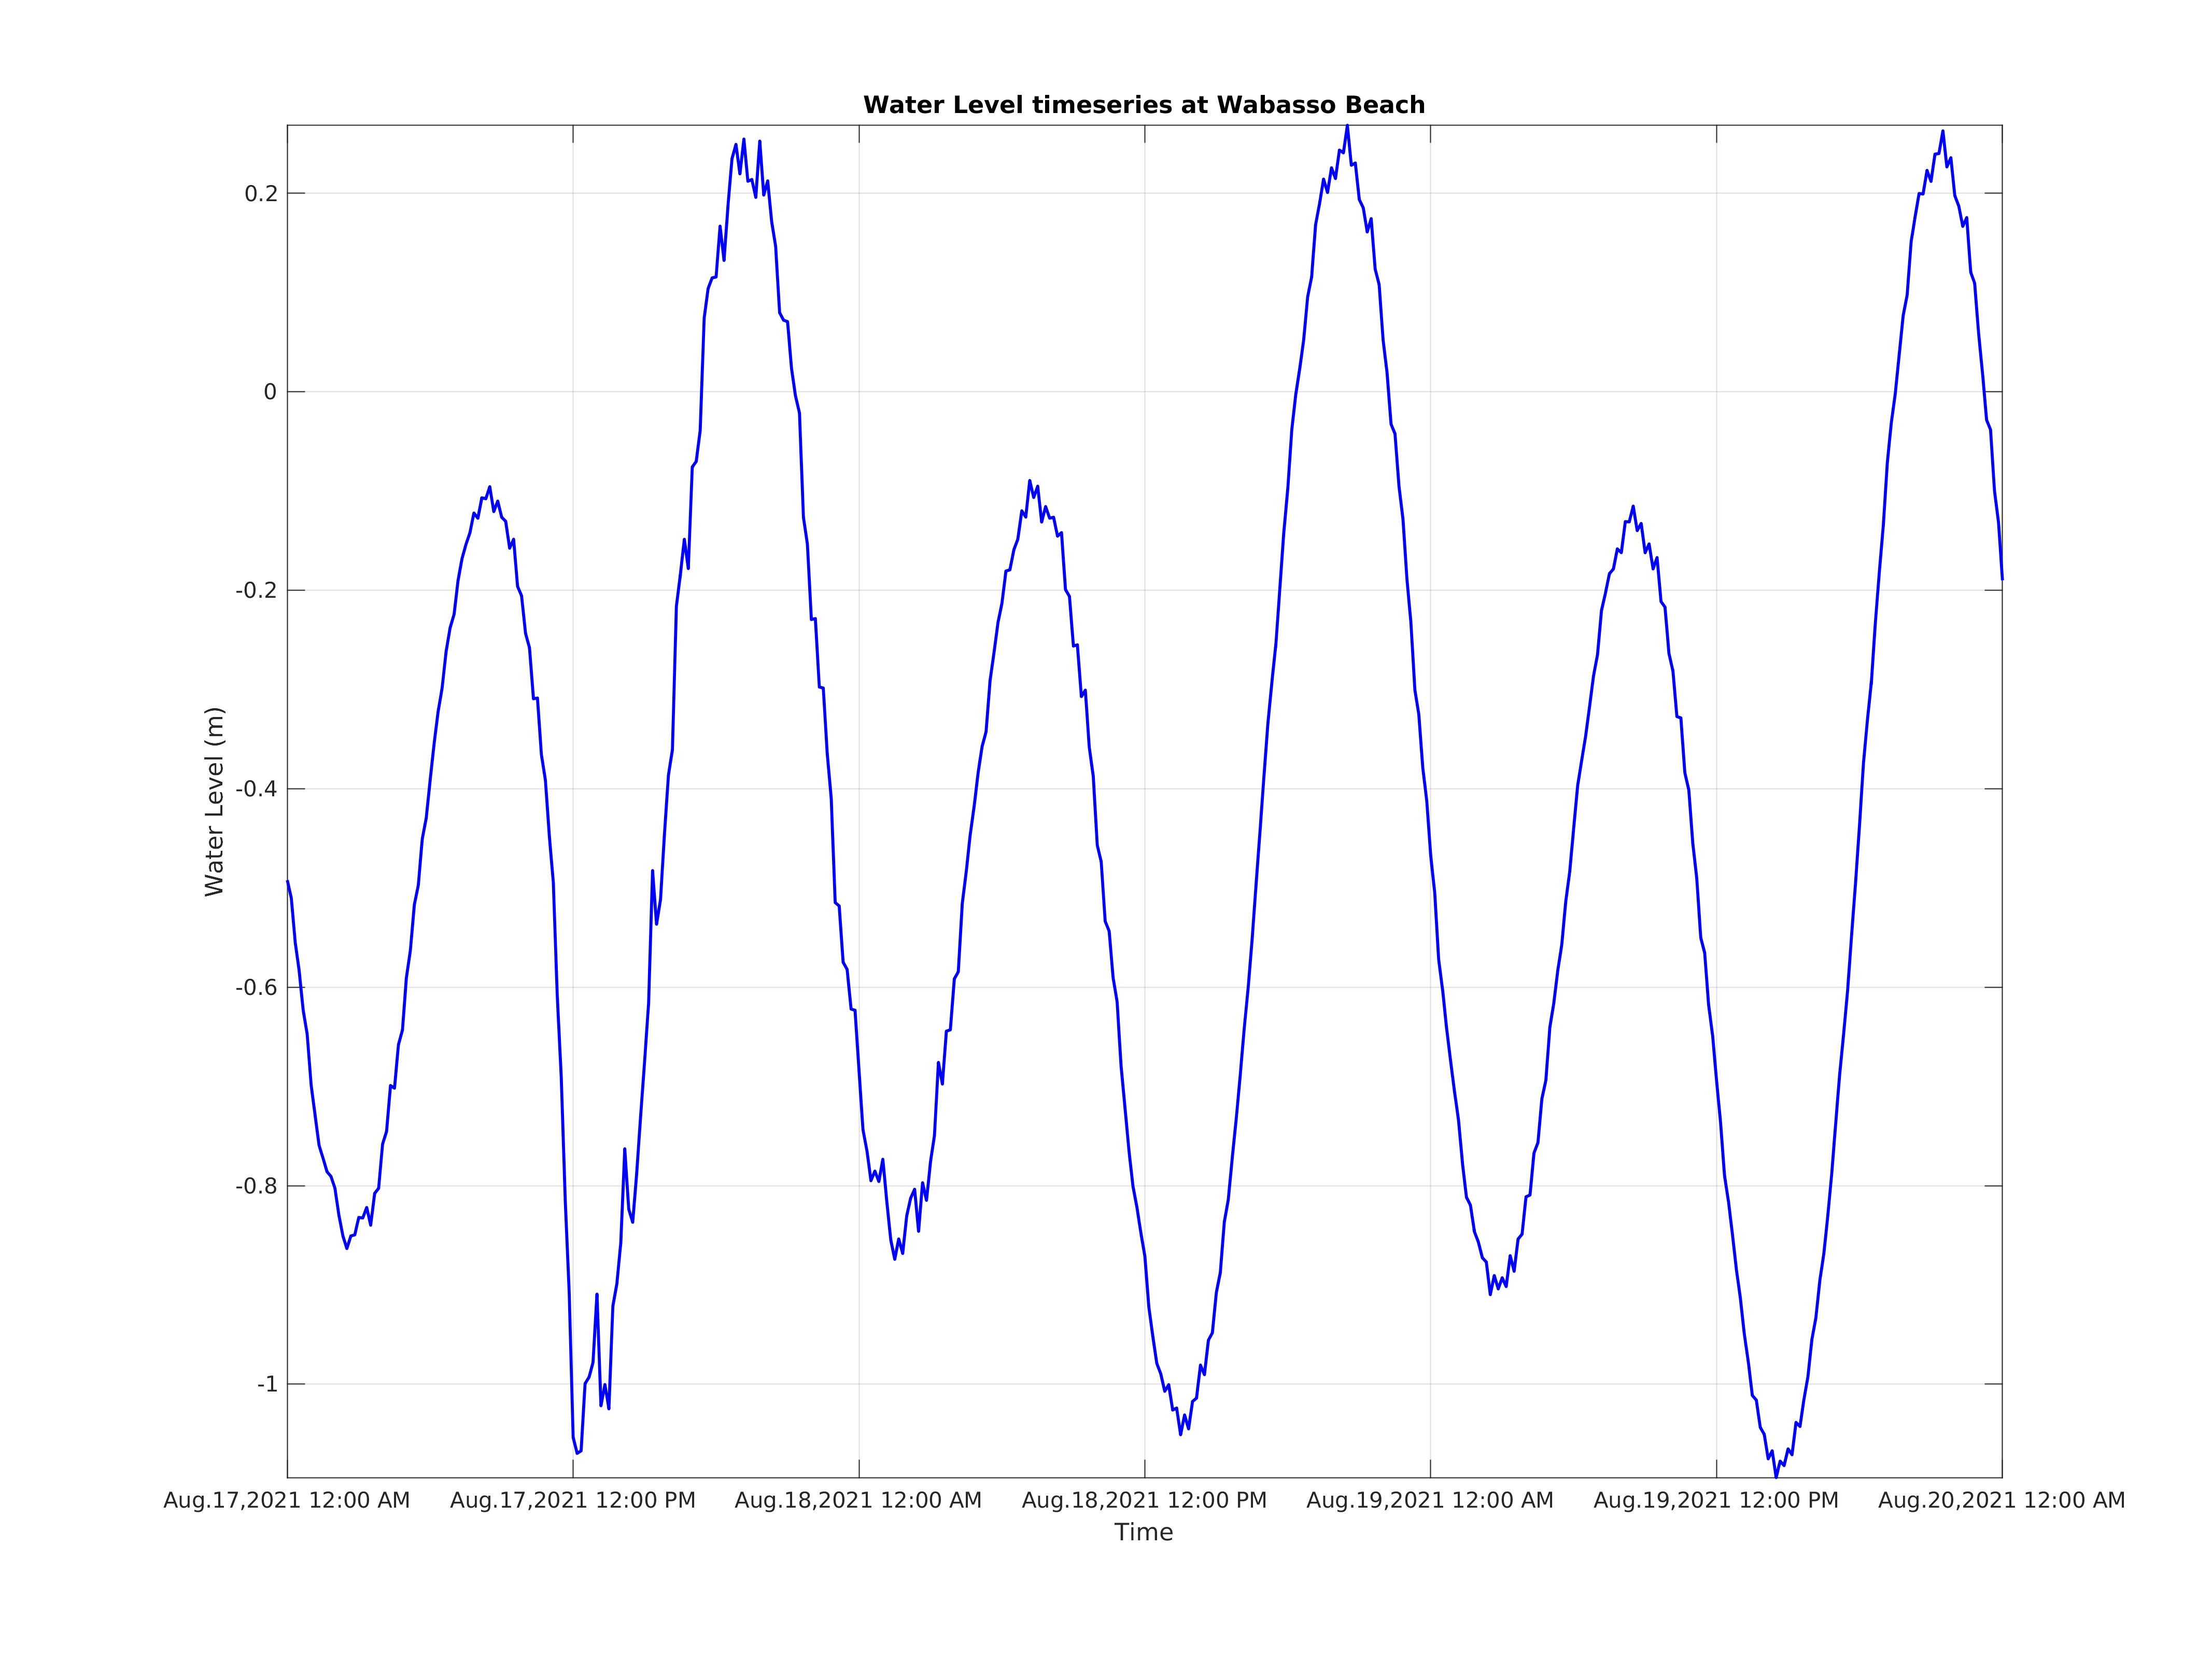 Water Level timeseries at Wabasso Beach
0.2
0
-0.2
-0.4
-0.6
-0.8
-1
Water Level (m)
Aug.17,2021 12:00 AM
Aug.17,2021 12:00 PM
Aug.18,2021 12:00 AM
Aug.18,2021 12:00 PM
Aug.19,2021 12:00 AM
Aug.19,2021 12:00 PM
Aug.20,2021 12:00 AM
Time